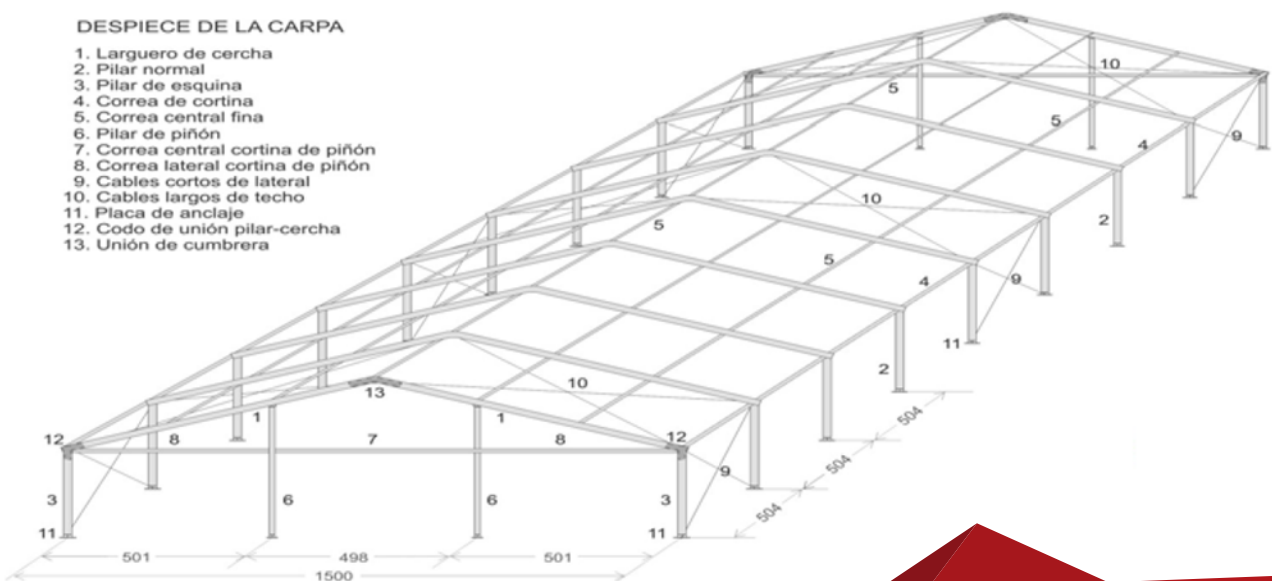 DESPIECE DE LA CARPA
1. Larguero de cercha
2. Pilar normal
3. Pilar de esquina
4. Correa de cortina
5. Correa central fina
6. Pilar de piñón
7. Correa central cortina de piñón
8. Correa lateral cortina de piñón
9. Cables cortos de lateral
10. Cables largos de techo
11. Placa de anclaje
12. Codo de unión pilar-cercha
13. Unión de cumbrera
10
5
5
4
9
10
2
5
5
4
9
11
2
10
13
1
1
504
12
8
7
8
12
504
9
3
6
6
3
504
11
11
501
498
501
1500